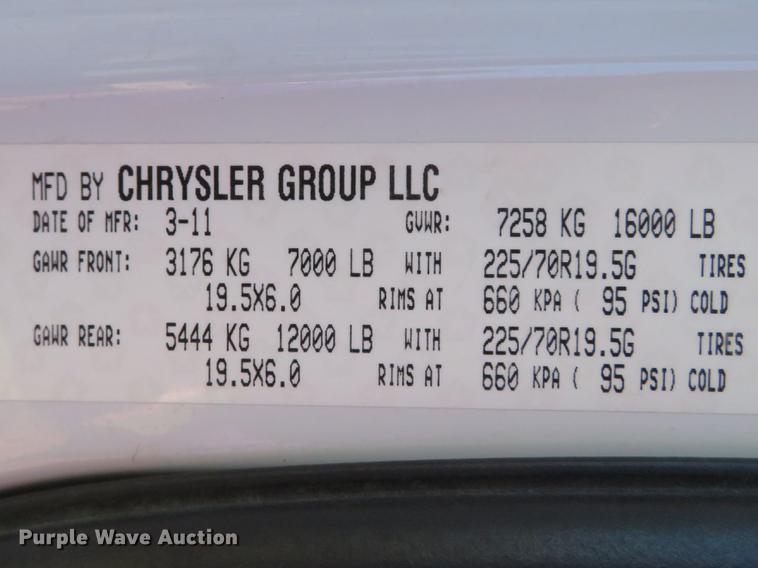 MFD BY CHRYSLER GROUP LLC
DATE OF MFR: 3-11 GVWR: 7258 KG 16000 LB
GAWR FRONT: 3176 KG 7000 LB WITH 225/70R19.5G TIRES
19.5X6.0 RIMS AT 660 KPA ( 95 PSI) COLD
GAWR REAR: 5444 KG 12000 LB WITH 225/70R19.5G TIRES
19.5X6.0 RIMS AT 660 KPA ( 95 PSI) COLD
Purple Wave Auction